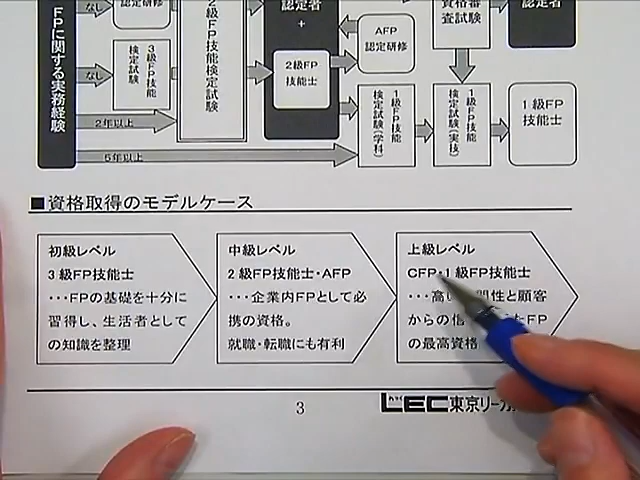 FPに関する実務経験
なし
認定研修
なし
3級FP技能
検定試験
2級FP技能検定試験
2年以上
5年以上
認定者
+
2級FP
技能士
AFP
認定研修
資格審
査試験
認定者
1級FP技能
検定試験(学科)
1級FP技能
検定試験(実技)
1級FP
技能士
■資格取得のモデルケース
初級レベル
3級FP技能士
・・・FPの基礎を十分に
習得し、生活者として
の知識を整理
中級レベル
2級FP技能士・AFP
・・・企業内FPとして必
携の資格。
就職・転職にも有利
上級レベル
CFP・1級FP技能士
・・・高い 門性と顧客
からの信 たFP
の最高資格
3
LEC東京リーガ